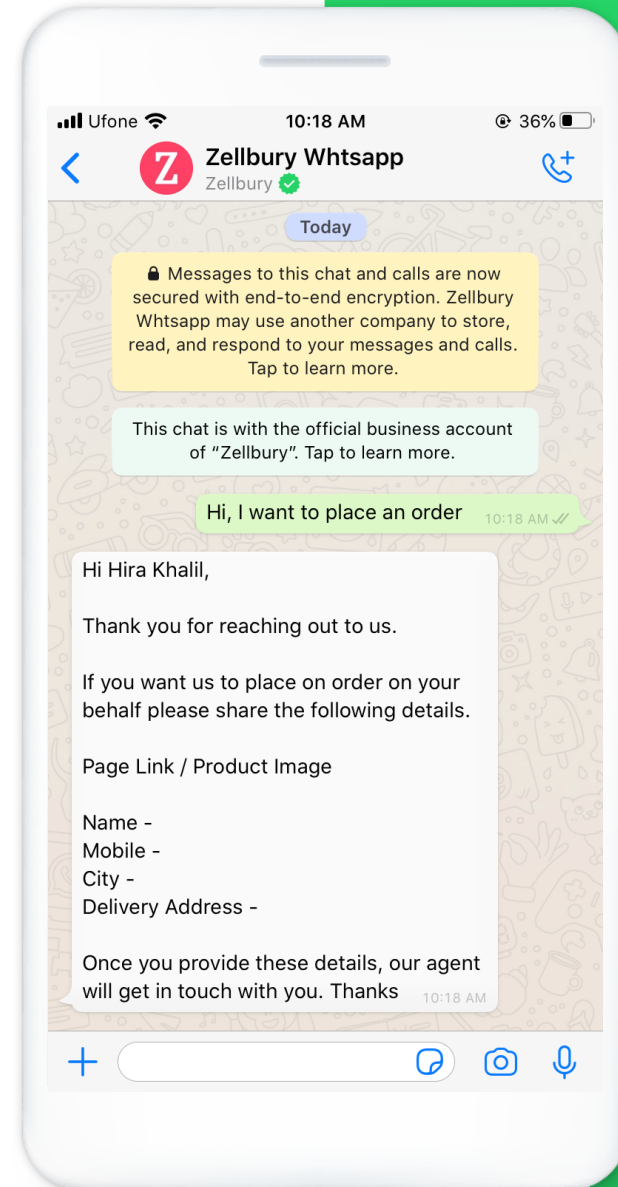 Ufone 10:18 AM 36%
Z
Zellbury Whtsapp
Zellbury
Today
Messages to this chat and calls are now
secured with end-to-end encryption. Zellbury
Whtsapp may use another company to store,
read, and respond to your messages and calls.
Tap to learn more.
This chat is with the official business account
of “Zellbury”. Tap to learn more.
Hi, I want to place an order 10:18 AM
Hi Hira Khalil,
Thank you for reaching out to us.
If you want us to place on order on your
behalf please share the following details.
Page Link / Product Image
Name -
Mobile -
City -
Delivery Address -
Once you provide these details, our agent
will get in touch with you. Thanks 10:18 AM